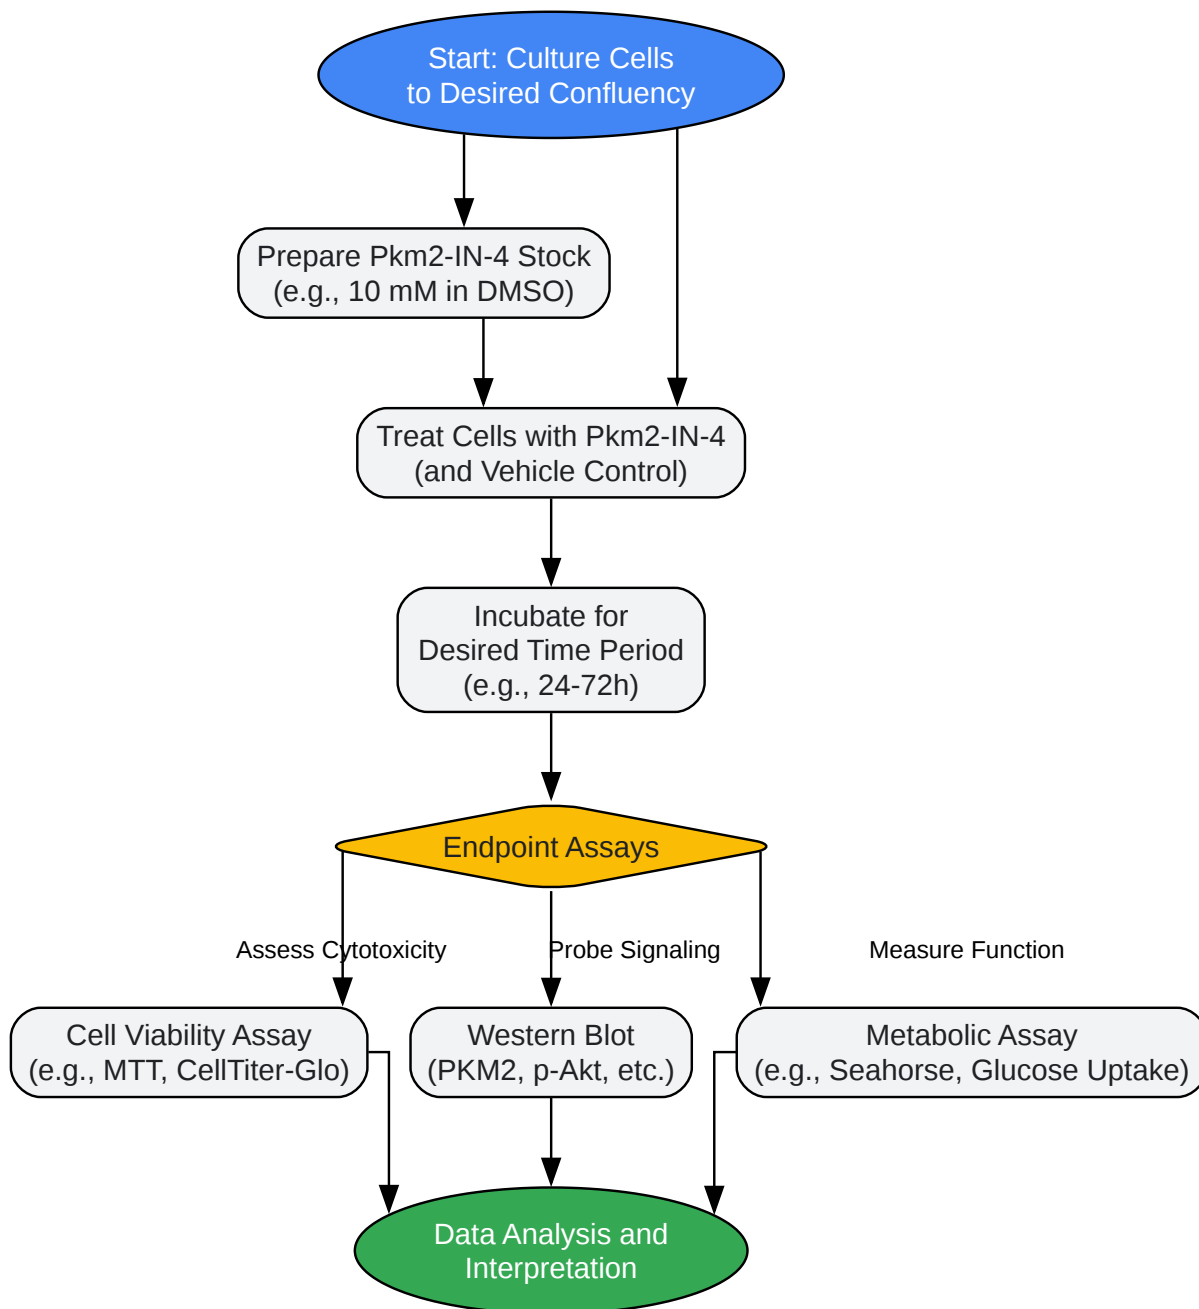 Start: Culture Cells
to Desired Confluency
Prepare Pkm2-IN-4 Stock
(e.g., 10 mM in DMSO)
Treat Cells with Pkm2-IN-4
(and Vehicle Control)
Incubate for
Desired Time Period
(e.g., 24-72h)
Endpoint Assays
Assess Cytotoxicity
Probe Signaling
Measure Function
Cell Viability Assay
(e.g., MTT, CellTiter-Glo)
Western Blot
(PKM2, p-Akt, etc.)
Metabolic Assay
(e.g., Seahorse, Glucose Uptake)
Data Analysis and
Interpretation